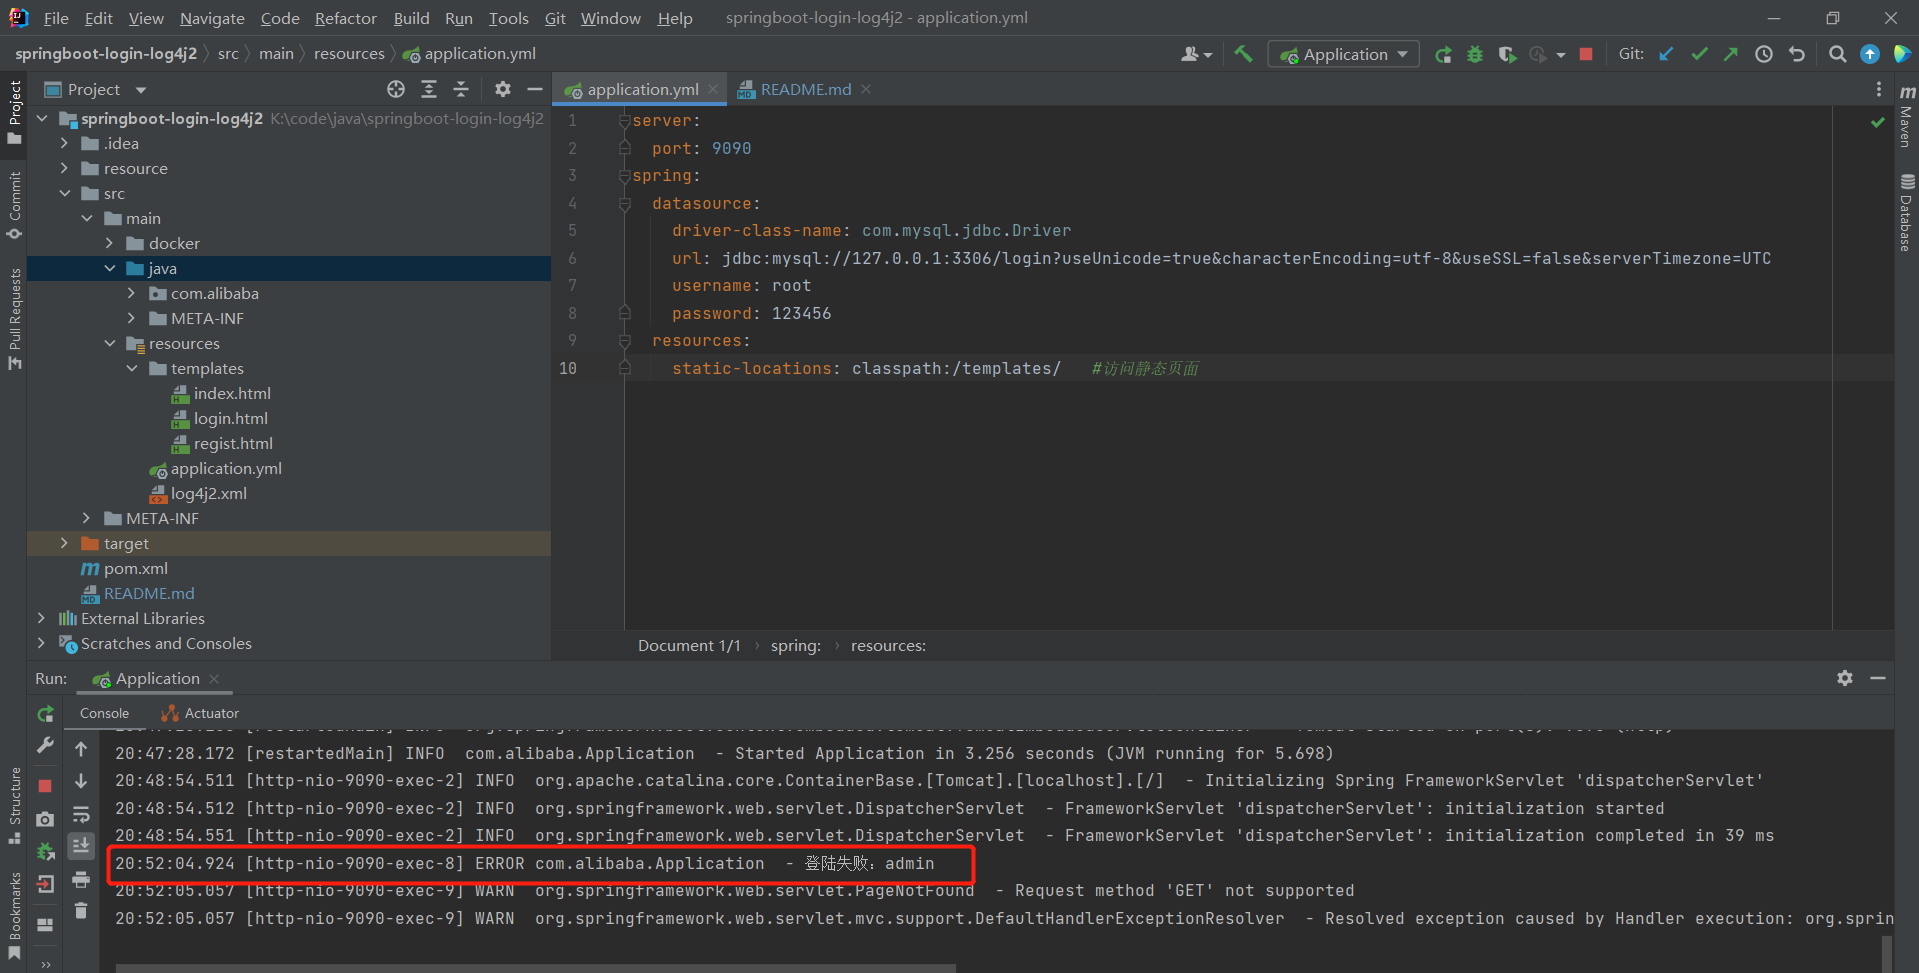 File Edit View Navigate Code Refactor Build Run Tools Git Window Help springboot-login-log4j2 - application.yml
springboot-login-log4j2 src main resources application.yml Application Git:
Project
Commit
Pull Requests
Structure
Bookmarks
Project
springboot-login-log4j2 K:\code\java\springboot-login-log4j2
.idea
resource
src
main
docker
java
com.alibaba
META-INF
resources
templates
index.html
login.html
regist.html
application.yml
log4j2.xml
META-INF
target
pom.xml
README.md
External Libraries
Scratches and Consoles
application.yml README.md
1 server:
2 port: 9090
3 spring:
4 datasource:
5 driver-class-name: com.mysql.jdbc.Driver
6 url: jdbc:mysql://127.0.0.1:3306/login?useUnicode=true&characterEncoding=utf-8&useSSL=false&serverTimezone=UTC
7 username: root
8 password: 123456
9 resources:
10 static-locations: classpath:/templates/ #访问静态页面
Document 1/1 › spring: › resources:
Maven
Database
Run: Application
Console Actuator
20:47:28.172 [restartedMain] INFO com.alibaba.Application - Started Application in 3.256 seconds (JVM running for 5.698)
20:48:54.511 [http-nio-9090-exec-2] INFO org.apache.catalina.core.ContainerBase.[Tomcat].[localhost].[/] - Initializing Spring FrameworkServlet 'dispatcherServlet'
20:48:54.512 [http-nio-9090-exec-2] INFO org.springframework.web.servlet.DispatcherServlet - FrameworkServlet 'dispatcherServlet': initialization started
20:48:54.551 [http-nio-9090-exec-2] INFO org.springframework.web.servlet.DispatcherServlet - FrameworkServlet 'dispatcherServlet': initialization completed in 39 ms
20:52:04.924 [http-nio-9090-exec-8] ERROR com.alibaba.Application - 登陆失败：admin
20:52:05.057 [http-nio-9090-exec-9] WARN org.springframework.web.servlet.PageNotFound - Request method 'GET' not supported
20:52:05.057 [http-nio-9090-exec-9] WARN org.springframework.web.servlet.mvc.support.DefaultHandlerExceptionResolver - Resolved exception caused by Handler execution: org.sprin